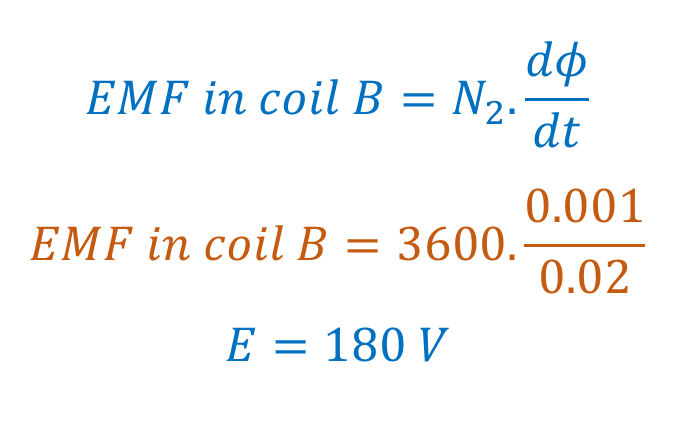 EMF in coil B = N₂. dϕ/dt
EMF in coil B = 3600. 0.001/0.02
E = 180 V